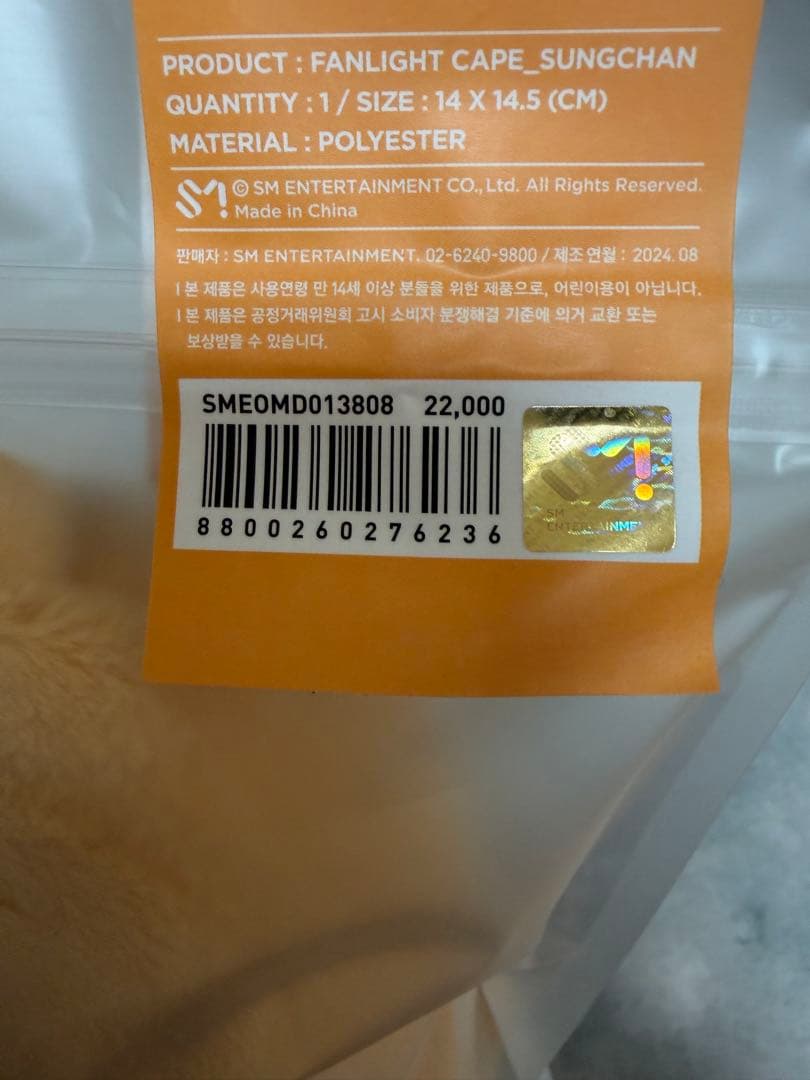 PRODUCT : FANLIGHT CAPE_SUNGCHAN
QUANTITY : 1 / SIZE : 14 X 14.5 (CM)
MATERIAL : POLYESTER
SM! © SM ENTERTAINMENT CO., Ltd. All Rights Reserved.
Made in China
판매자 : SM ENTERTAINMENT. 02-6240-9800 / 제조연월 : 2024. 08
| 본 제품은 사용연령 만 14세 이상 분들을 위한 제품으로, 어린이용이 아닙니다.
| 본 제품은 공정거래위원회 고시 소비자 분쟁해결 기준에 의거 교환 또는
보상받을 수 있습니다.
SMEOMD013808 22,000
8800260276236
SM
ENTERTAINMENT